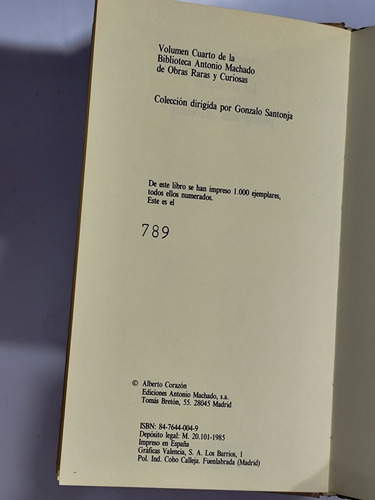 Volumen Cuarto de la
Biblioteca Antonio Machado
de Obras Raras y Curiosas
Colección dirigida por Gonzalo Santonja
De este libro se han impreso 1.000 ejemplares,
todos ellos numerados.
Este es el
789
© Alberto Corazón
Ediciones Antonio Machado, s.a.
Tomás Bretón, 55. 28045 Madrid
ISBN: 84-7644-004-9
Depósito legal: M. 20.101-1985
Impreso en España
Gráficas Valencia, S. A. Los Barrios, 1
Pol. Ind. Cobo Calleja. Fuenlabrada (Madrid)